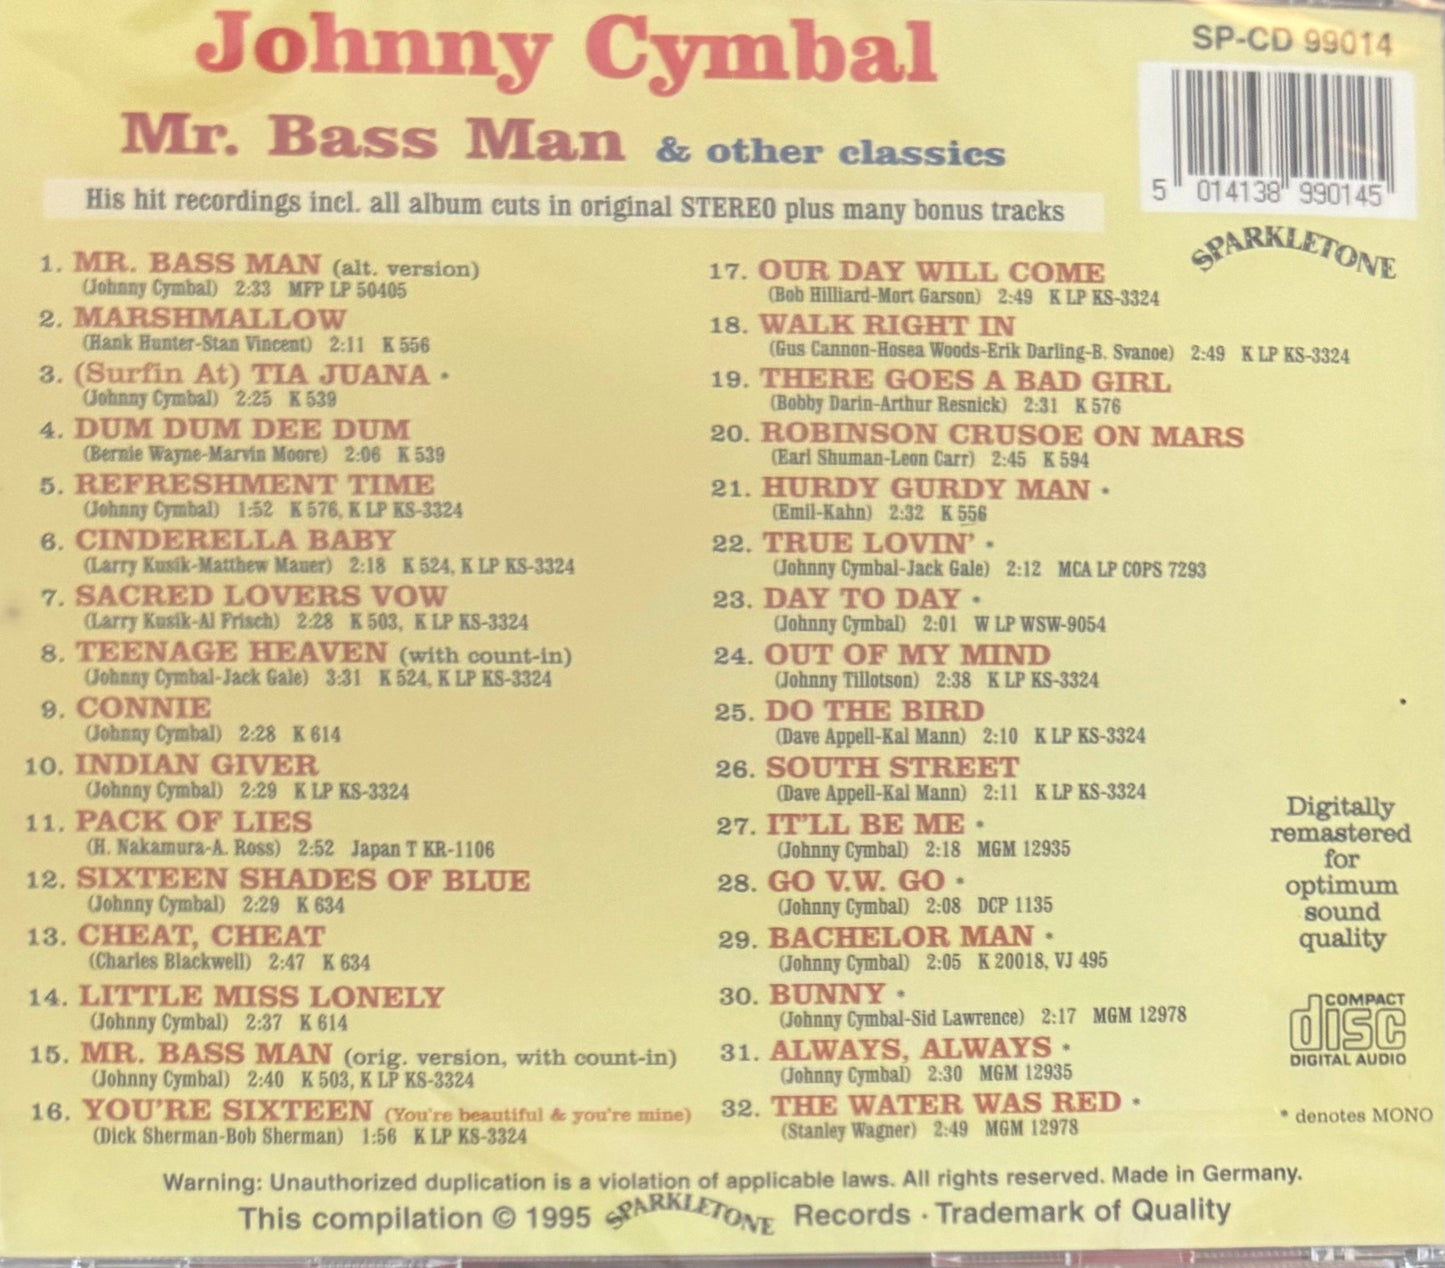 Johnny Cymbal
SP-CD 99014
Mr. Bass Man & other classics
His hit recordings incl. all album cuts in original STEREO plus many bonus tracks
5 014138 990145
SPARKLETONE
1. MR. BASS MAN (alt. version)
(Johnny Cymbal) 2:33 MFP LP 50405
2. MARSHMALLOW
(Hank Hunter-Stan Vincent) 2:11 K 556
3. (Surfin At) TIA JUANA *
(Johnny Cymbal) 2:25 K 539
4. DUM DUM DEE DUM
(Bernie Wayne-Marvin Moore) 2:06 K 539
5. REFRESHMENT TIME
(Johnny Cymbal) 1:52 K 576, K LP KS-3324
6. CINDERELLA BABY
(Larry Kusik-Matthew Mauer) 2:18 K 524, K LP KS-3324
7. SACRED LOVERS VOW
(Larry Kusik-Al Frisch) 2:28 K 503, K LP KS-3324
8. TEENAGE HEAVEN (with count-in)
(Johnny Cymbal-Jack Gale) 3:31 K 524, K LP KS-3324
9. CONNIE
(Johnny Cymbal) 2:28 K 614
10. INDIAN GIVER
(Johnny Cymbal) 2:29 K LP KS-3324
11. PACK OF LIES
(H. Nakamura-A. Ross) 2:52 Japan T KR-1106
12. SIXTEEN SHADES OF BLUE
(Johnny Cymbal) 2:29 K 634
13. CHEAT, CHEAT
(Charles Blackwell) 2:47 K 634
14. LITTLE MISS LONELY
(Johnny Cymbal) 2:37 K 614
15. MR. BASS MAN (orig. version, with count-in)
(Johnny Cymbal) 2:40 K 503, K LP KS-3324
16. YOU'RE SIXTEEN (You're beautiful & you're mine)
(Dick Sherman-Bob Sherman) 1:56 K LP KS-3324
17. OUR DAY WILL COME
(Bob Hilliard-Mort Garson) 2:49 K LP KS-3324
18. WALK RIGHT IN
(Gus Cannon-Hosea Woods-Erik Darling-B. Svanoe) 2:49 K LP KS-3324
19. THERE GOES A BAD GIRL
(Bobby Darin-Arthur Resnick) 2:31 K 576
20. ROBINSON CRUSOE ON MARS
(Earl Shuman-Leon Carr) 2:45 K 594
21. HURDY GURDY MAN *
(Emil-Kahn) 2:32 K 556
22. TRUE LOVIN' *
(Johnny Cymbal-Jack Gale) 2:12 MCA LP COPS 7293
23. DAY TO DAY *
(Johnny Cymbal) 2:01 W LP WSW-9054
24. OUT OF MY MIND
(Johnny Tillotson) 2:38 K LP KS-3324
25. DO THE BIRD
(Dave Appell-Kal Mann) 2:10 K LP KS-3324
26. SOUTH STREET
(Dave Appell-Kal Mann) 2:11 K LP KS-3324
27. IT'LL BE ME *
(Johnny Cymbal) 2:18 MGM 12935
28. GO V.W. GO *
(Johnny Cymbal) 2:08 DCP 1135
29. BACHELOR MAN *
(Johnny Cymbal) 2:05 K 20018, VJ 495
30. BUNNY *
(Johnny Cymbal-Sid Lawrence) 2:17 MGM 12978
31. ALWAYS, ALWAYS *
(Johnny Cymbal) 2:30 MGM 12935
32. THE WATER WAS RED *
(Stanley Wagner) 2:49 MGM 12978
Digitally
remastered
for
optimum
sound
quality
COMPACT
disc
DIGITAL AUDIO
* denotes MONO
Warning: Unauthorized duplication is a violation of applicable laws. All rights reserved. Made in Germany.
This compilation © 1995 SPARKLETONE Records · Trademark of Quality